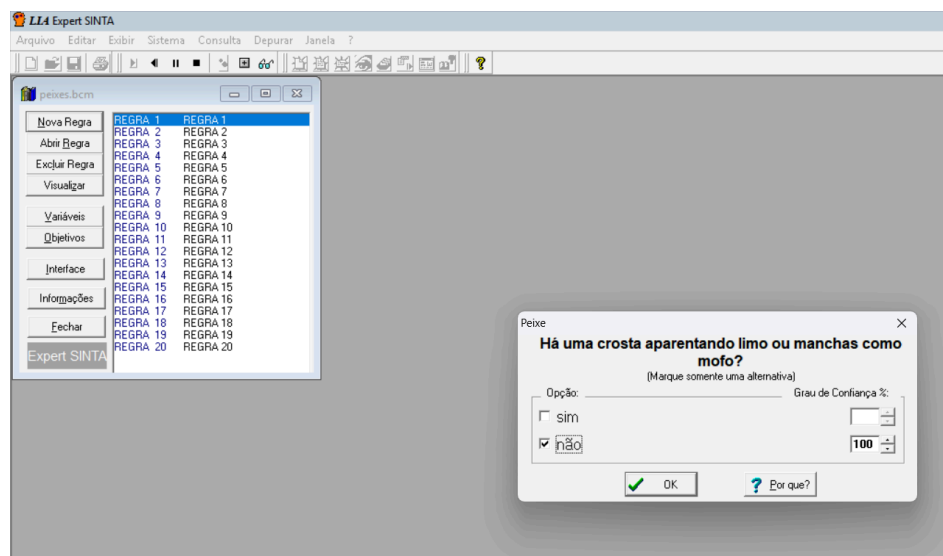 LIA Expert SINTA
Arquivo Editar Exibir Sistema Consulta Depurar Janela ?
peixes.bcm
Nova Regra
Abrir Regra
Excluir Regra
Visualizar
Variáveis
Objetivos
Interface
Informações
Fechar
Expert SINTA
REGRA 1 REGRA 1
REGRA 2 REGRA 2
REGRA 3 REGRA 3
REGRA 4 REGRA 4
REGRA 5 REGRA 5
REGRA 6 REGRA 6
REGRA 7 REGRA 7
REGRA 8 REGRA 8
REGRA 9 REGRA 9
REGRA 10 REGRA 10
REGRA 11 REGRA 11
REGRA 12 REGRA 12
REGRA 13 REGRA 13
REGRA 14 REGRA 14
REGRA 15 REGRA 15
REGRA 16 REGRA 16
REGRA 17 REGRA 17
REGRA 18 REGRA 18
REGRA 19 REGRA 19
REGRA 20 REGRA 20
Peixe
Há uma crosta aparentando limo ou manchas como
mofo?
(Marque somente uma alternativa)
Opção: Grau de Confiança %:
sim
não 100
OK ? Por que?